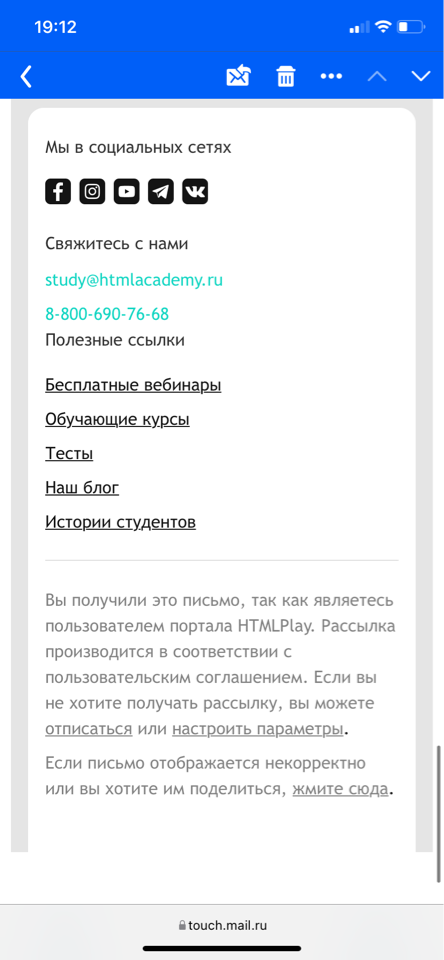 19:12
Мы в социальных сетях
Свяжитесь с нами
study@htmlacademy.ru
8-800-690-76-68
Полезные ссылки
Бесплатные вебинары
Обучающие курсы
Тесты
Наш блог
Истории студентов
Вы получили это письмо, так как являетесь
пользователем портала HTMLPlay. Рассылка
производится в соответствии с
пользовательским соглашением. Если вы
не хотите получать рассылку, вы можете
отписаться или настроить параметры.
Если письмо отображается некорректно
или вы хотите им поделиться, жмите сюда.
touch.mail.ru